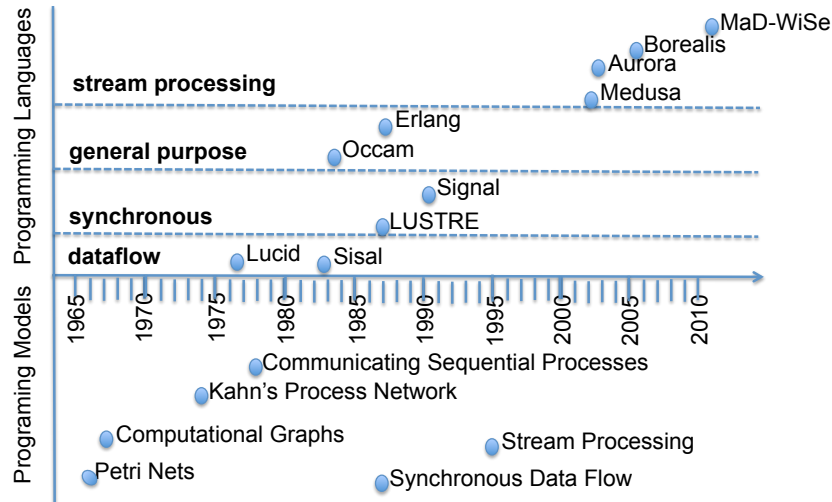 MaD-WiSe
Borealis
Aurora
stream processing
Medusa
Erlang
general purpose
Occam
Signal
synchronous
LUSTRE
dataflow
Lucid
Sisal
Programming Languages
1965
1970
1975
1980
1985
1990
1995
2000
2005
2010
Programing Models
Communicating Sequential Processes
Kahn's Process Network
Computational Graphs
Stream Processing
Petri Nets
Synchronous Data Flow